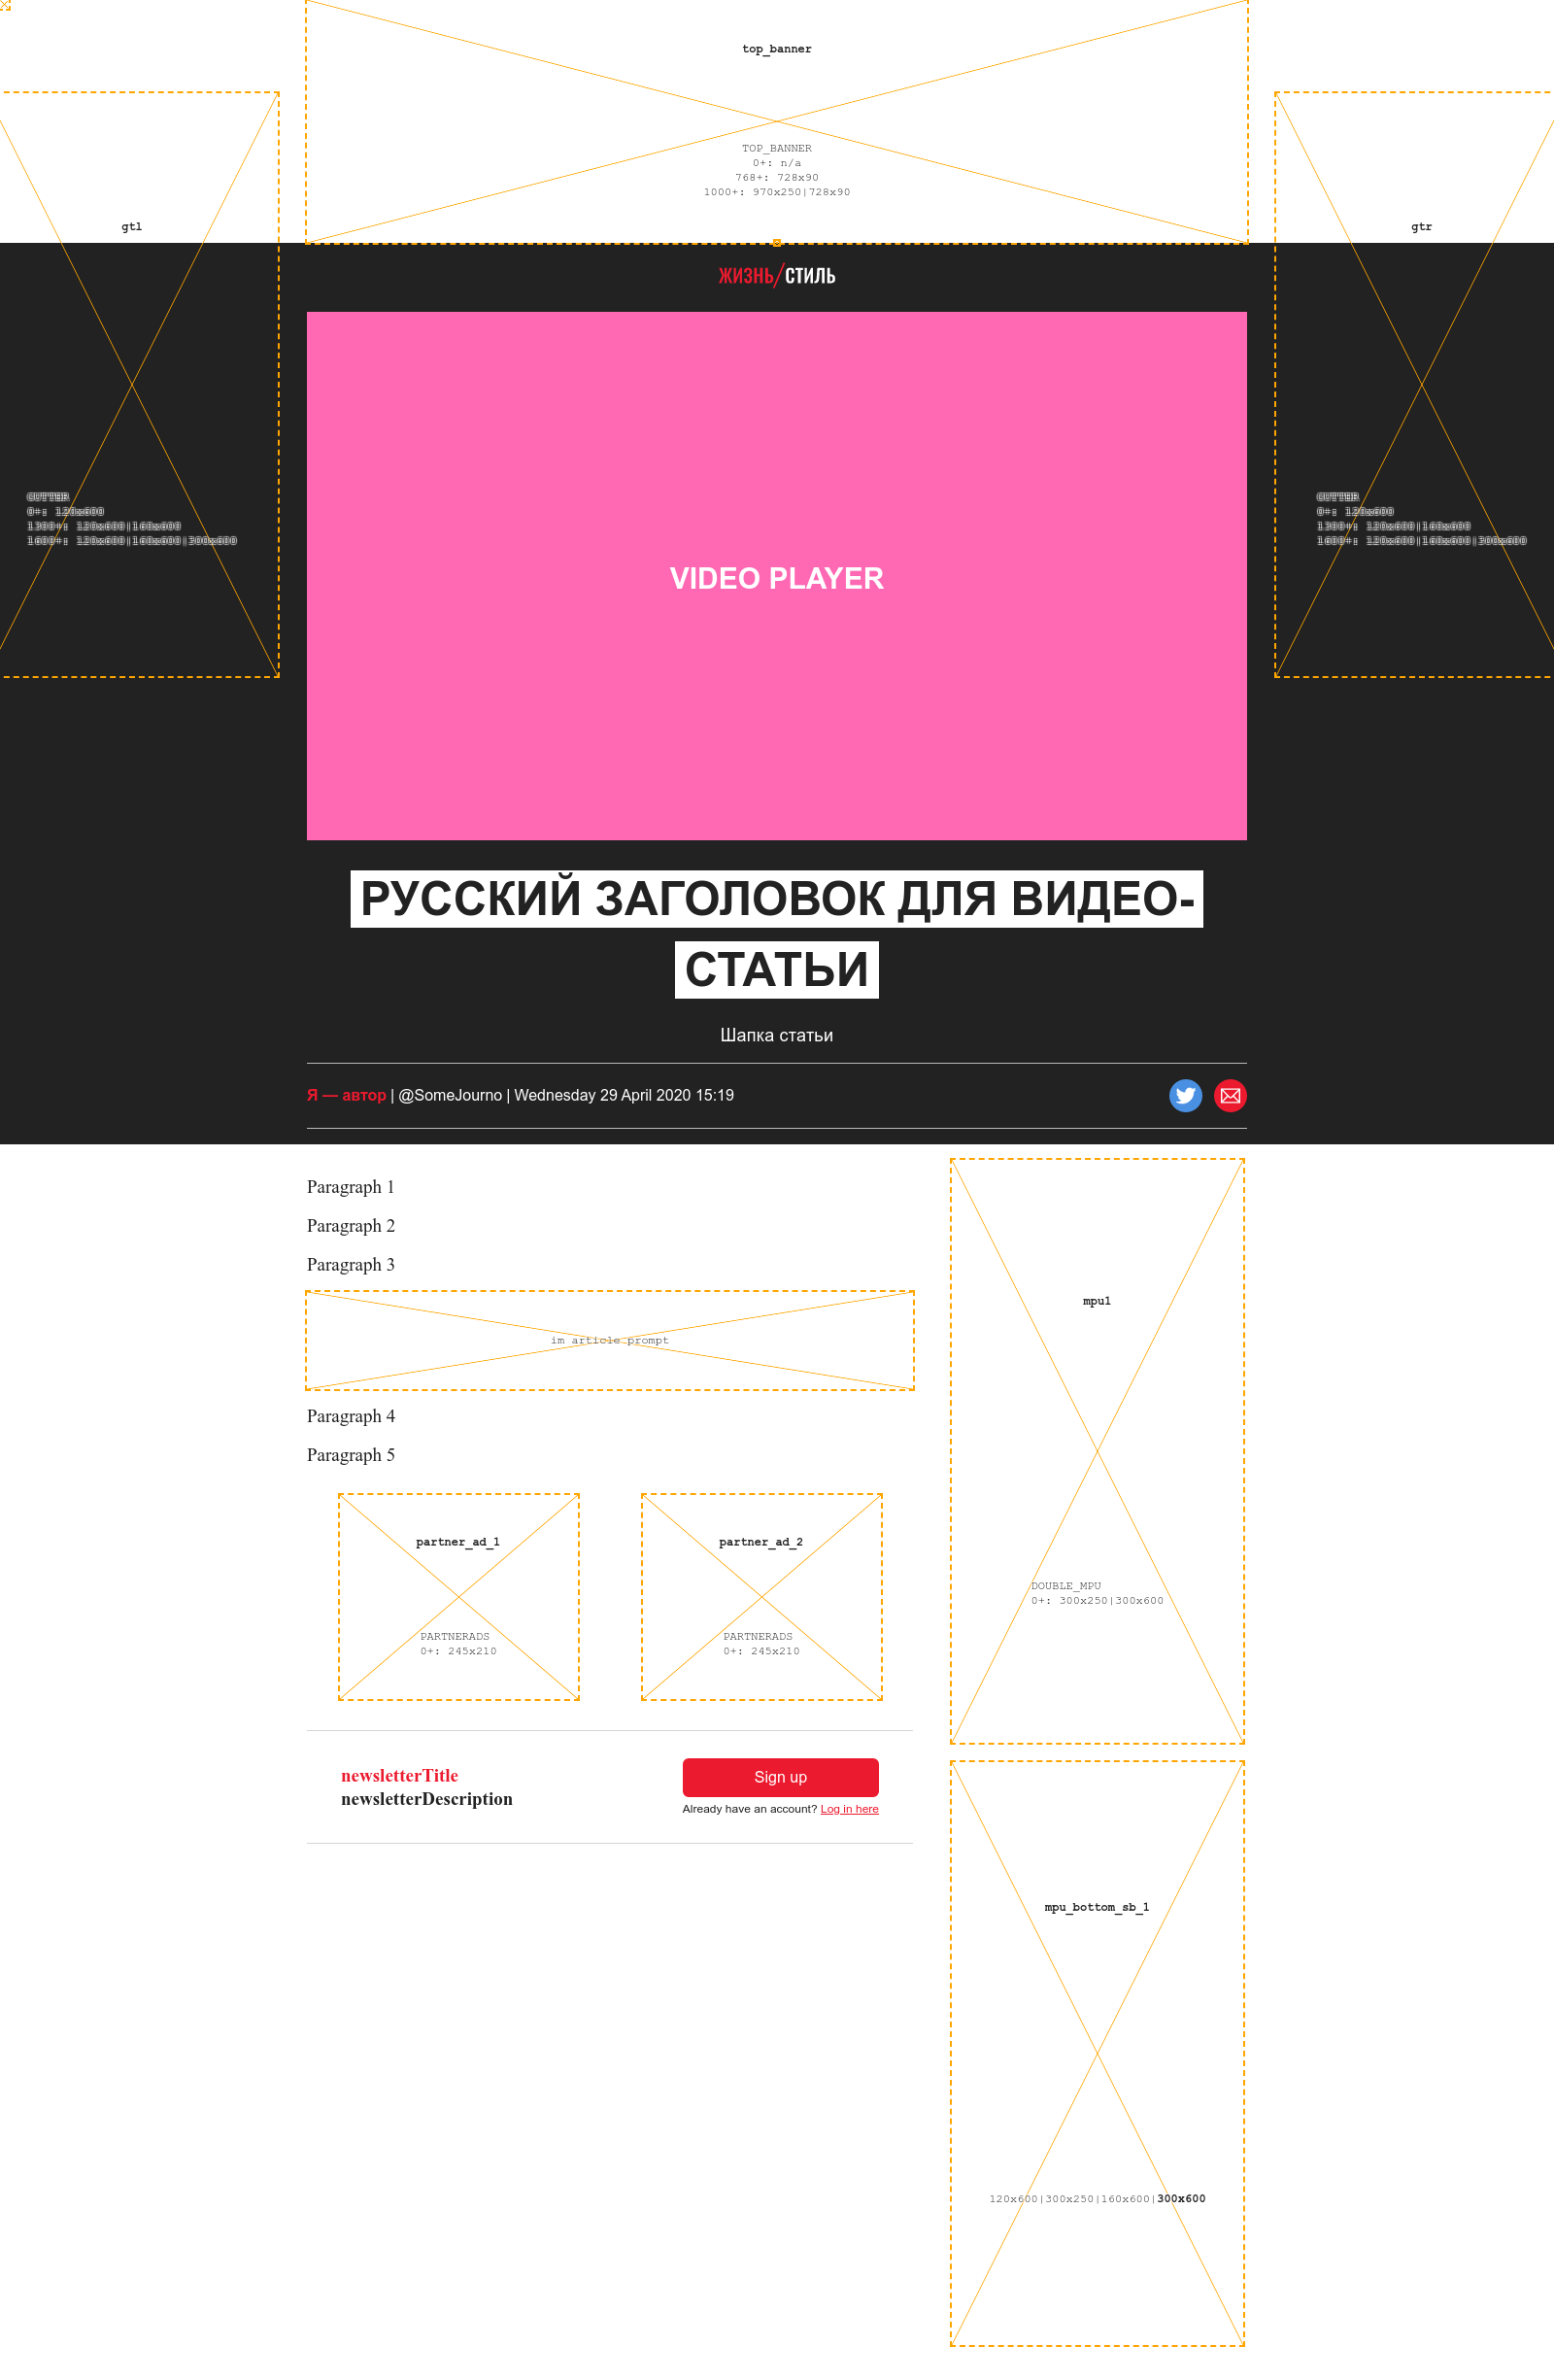 top_banner
TOP_BANNER
0+: n/a
768+: 728x90
1000+: 970x250|728x90
gtl
gtr
ЖИЗНЬ/СТИЛЬ
GUTTER
0+: 120x600
1300+: 120x600|160x600
1600+: 120x600|160x600|300x600
GUTTER
0+: 120x600
1300+: 120x600|160x600
1600+: 120x600|160x600|300x600
VIDEO PLAYER
РУССКИЙ ЗАГОЛОВОК ДЛЯ ВИДЕО-
СТАТЬИ
Шапка статьи
Я — автор | @SomeJourno | Wednesday 29 April 2020 15:19
Paragraph 1
Paragraph 2
Paragraph 3
im article prompt
Paragraph 4
Paragraph 5
partner_ad_1
PARTNERADS
0+: 245x210
partner_ad_2
PARTNERADS
0+: 245x210
newsletterTitle
newsletterDescription
Sign up
Already have an account? Log in here
mpu1
DOUBLE_MPU
0+: 300x250|300x600
mpu_bottom_sb_1
120x600|300x250|160x600|300x600